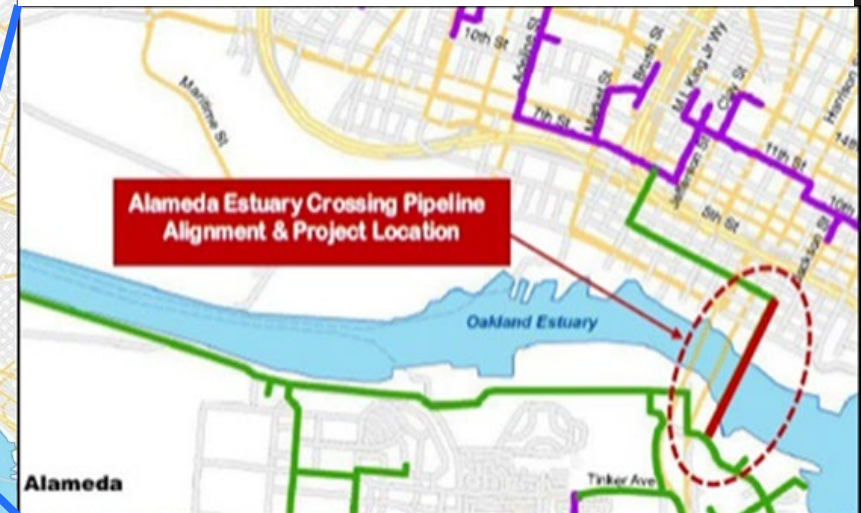 10th St
Adeline St
Market St
Brush St
M L King Jr Wy
Clay St
Harrison S
Maritime St
7th St
11th St
14th
Jefferson St
10th
5th St
Jackson St
Alameda Estuary Crossing Pipeline
Alignment & Project Location
Oakland Estuary
Alameda
Tinker Ave